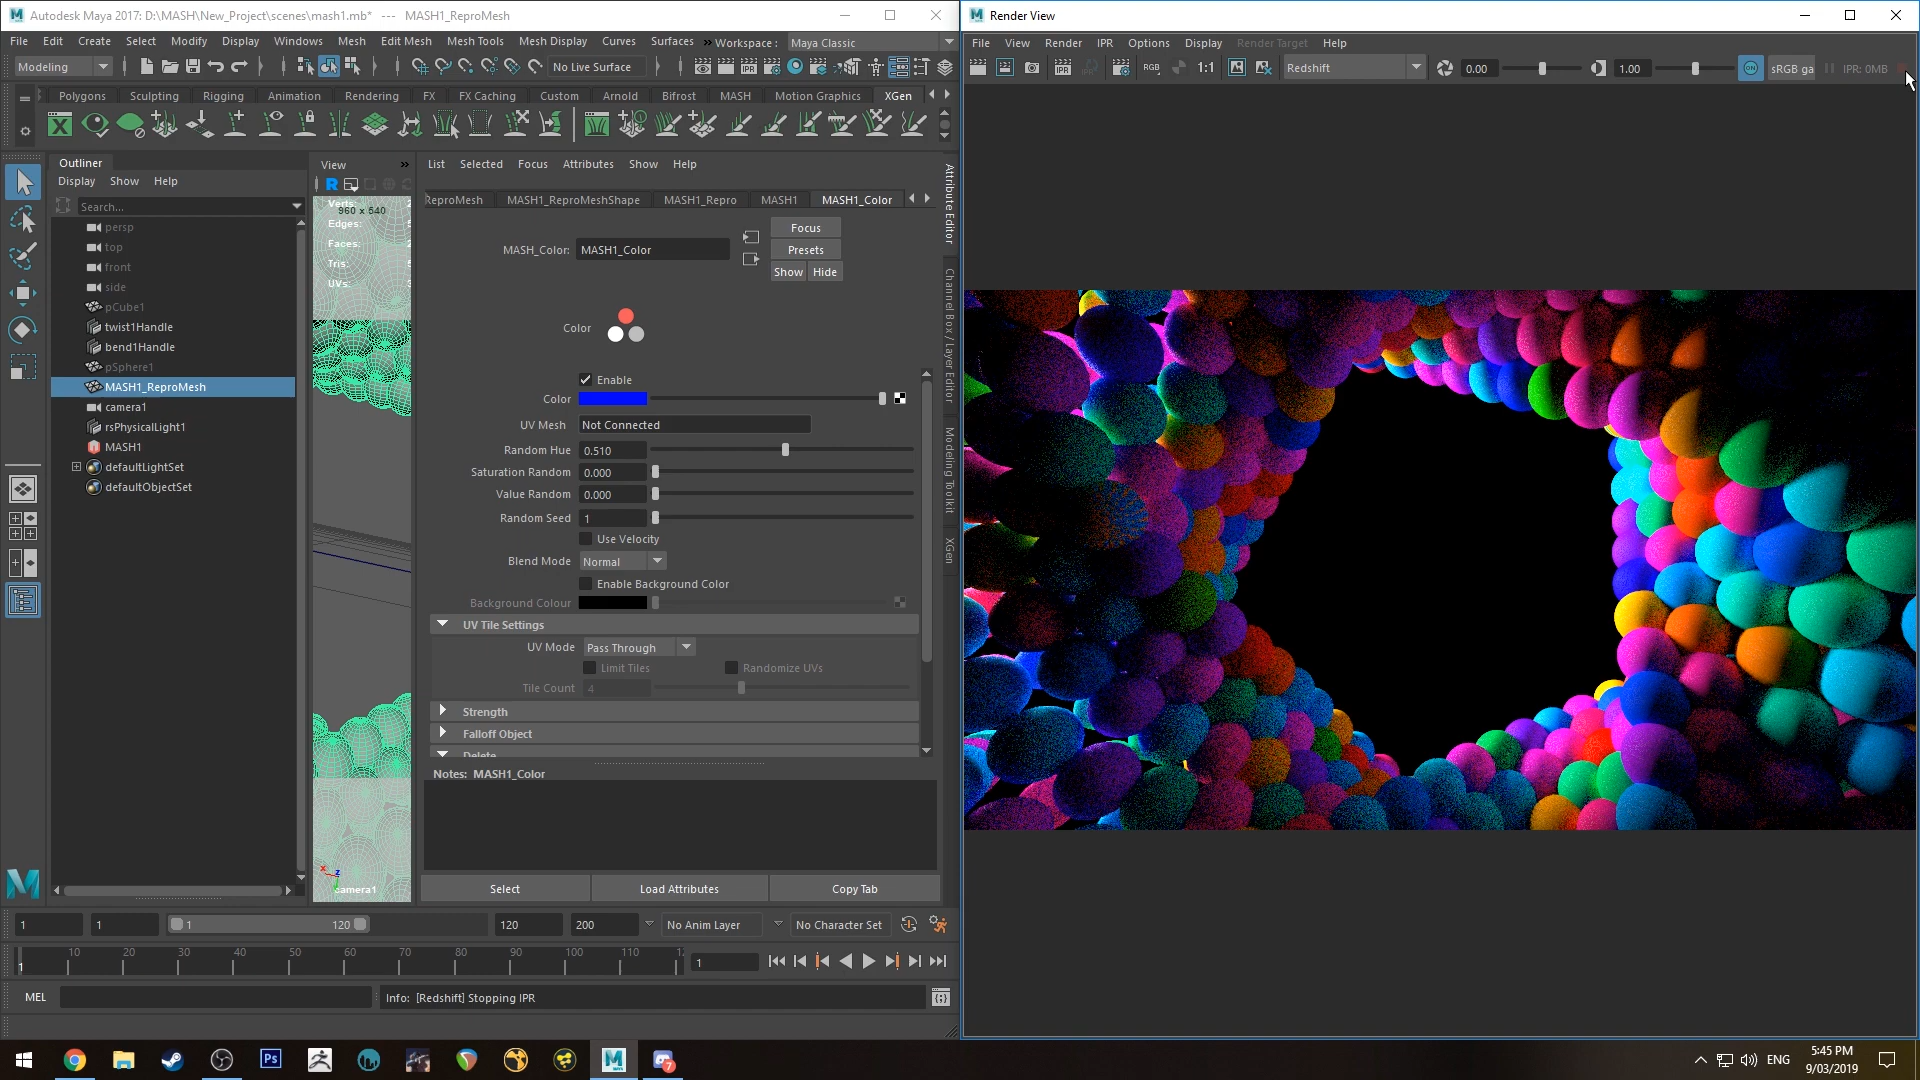 Autodesk Maya 2017: D:\MASH\New_Project\scenes\mash1.mb* --- MASH1_ReproMesh
File Edit Create Select Modify Display Windows Mesh Edit Mesh Mesh Tools Mesh Display Curves Surfaces » Workspace : Maya Classic
Modeling No Live Surface
Polygons Sculpting Rigging Animation Rendering FX FX Caching Custom Arnold Bifrost MASH Motion Graphics XGen
Outliner
Display Show Help
Search...
persp
top
front
side
pCube1
twist1Handle
bend1Handle
pSphere1
MASH1_ReproMesh
camera1
rsPhysicalLight1
MASH1
defaultLightSet
defaultObjectSet
View »
Verts:
960 x 540
Edges:
Faces:
Tris:
UVs:
camera1
List Selected Focus Attributes Show Help
ReproMesh MASH1_ReproMeshShape MASH1_Repro MASH1 MASH1_Color
MASH_Color: MASH1_Color
Focus
Presets
Show Hide
Color
Enable
Color
UV Mesh Not Connected
Random Hue 0.510
Saturation Random 0.000
Value Random 0.000
Random Seed 1
Use Velocity
Blend Mode Normal
Enable Background Color
Background Colour
UV Tile Settings
UV Mode Pass Through
Limit Tiles Randomize UVs
Tile Count 4
Strength
Falloff Object
Delete
Notes: MASH1_Color
Select Load Attributes Copy Tab
Attribute Editor
Channel Box / Layer Editor
Modeling Toolkit
XGen
1 1 1 120 120 200 No Anim Layer No Character Set
1 10 20 30 40 50 60 70 80 90 100 110 1
MEL Info: [Redshift] Stopping IPR
Render View
File View Render IPR Options Display Render Target Help
IPR RGB 1:1 Redshift 0.00 1.00 ON sRGB ga IPR: 0MB
Ps
7
ENG
5:45 PM
9/03/2019